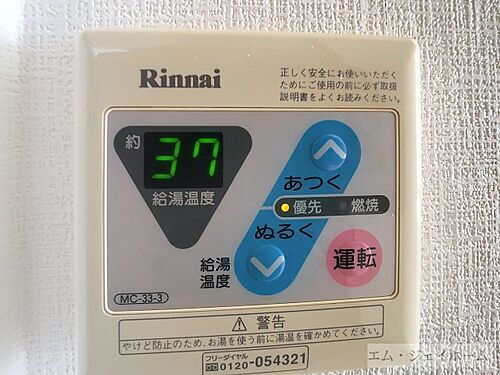 Rinnai
正しく安全にお使いいただく
ためにご使用の前に必ず取扱
説明書をよくお読みください。
約
37
給湯温度
あつく
優先 燃焼
ぬるく
給湯
温度
運転
MC-33-3
警告
やけど防止のため、お湯を使う前に湯温を確かめてください。
フリーダイヤル
0120-054321
エム・ジェイホーム